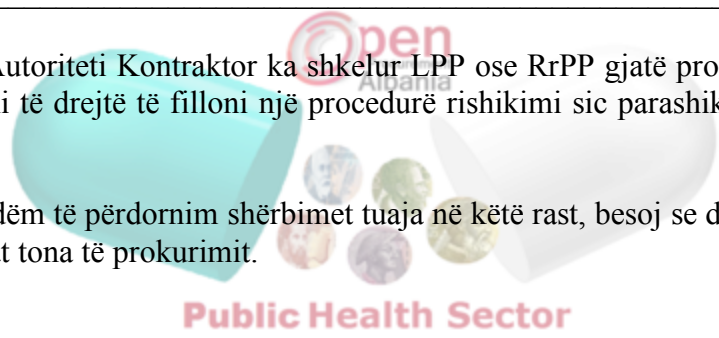 Autoriteti Kontraktor ka shkelur LPP ose RrPP gjatë pro
i të drejtë të filloni një procedurë rishikimi sic parashik
dëm të përdornim shërbimet tuaja në këtë rast, besoj se d
t tona të prokurimit.
Open
Albania
Public Health Sector